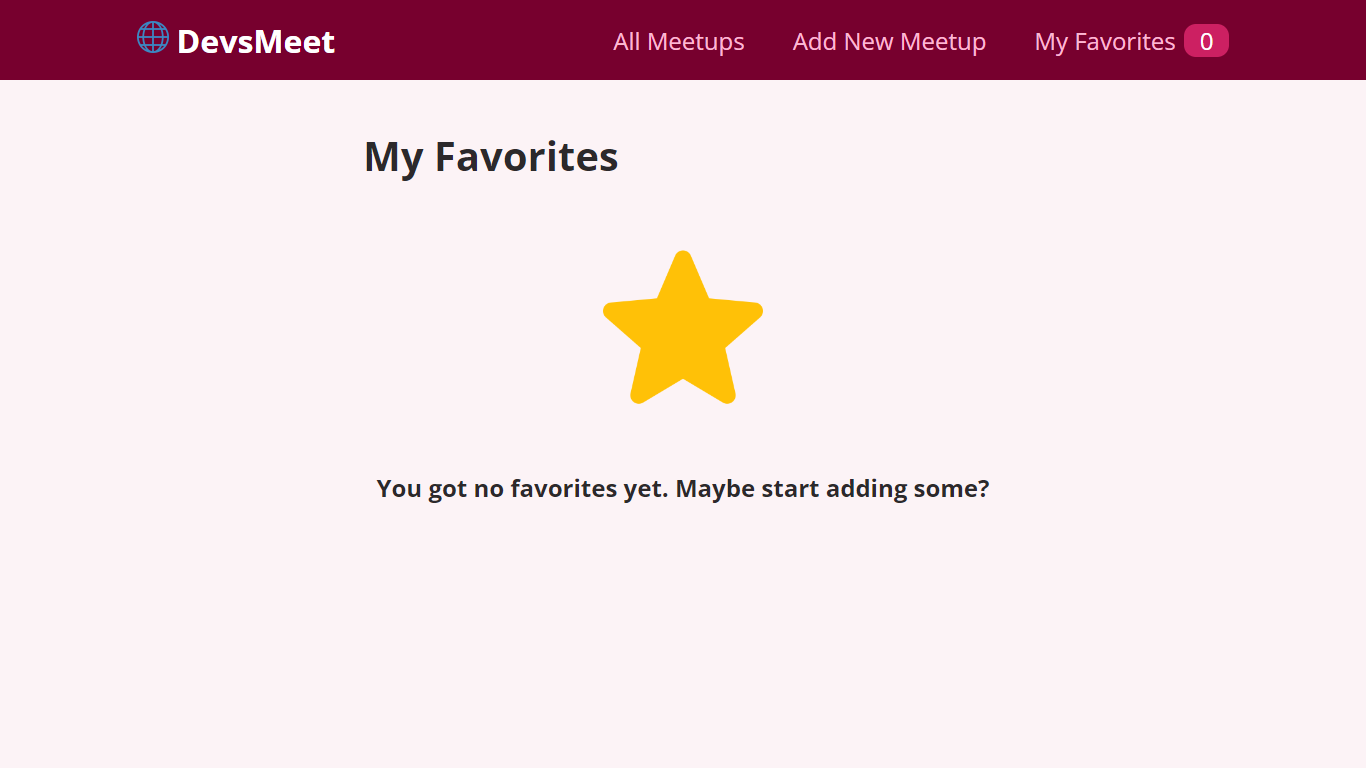 DevsMeet All Meetups Add New Meetup My Favorites 0
My Favorites
You got no favorites yet. Maybe start adding some?